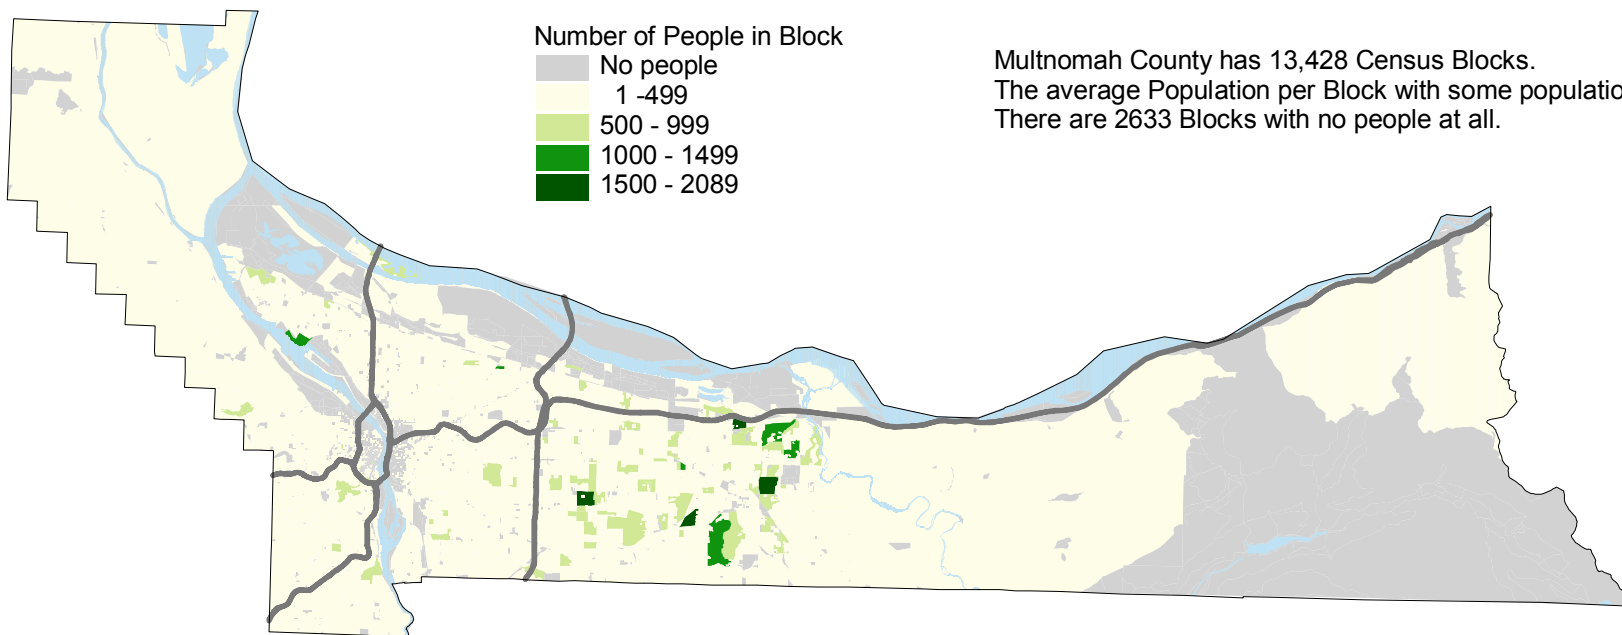 Number of People in Block
No people
1 -499
500 - 999
1000 - 1499
1500 - 2089
Multnomah County has 13,428 Census Blocks.
The average Population per Block with some populatio
There are 2633 Blocks with no people at all.